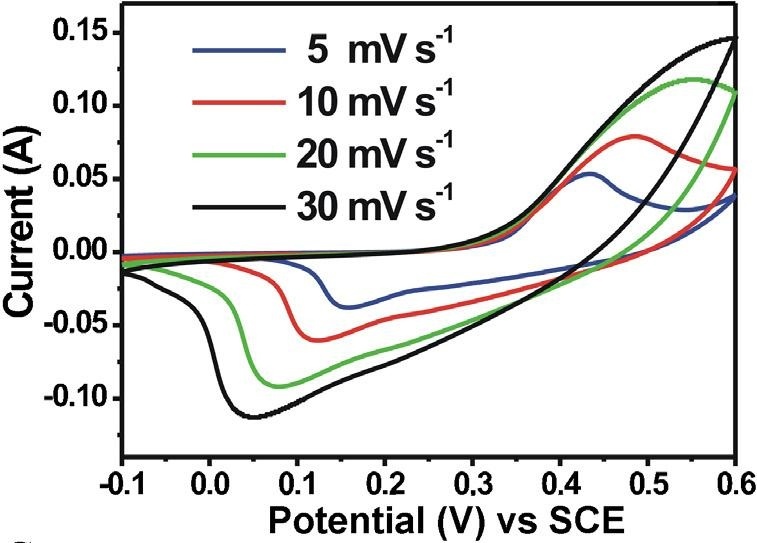 5 mV s-1
10 mV s-1
20 mV s-1
30 mV s-1
Current (A)
0.15
0.10
0.05
0.00
-0.05
-0.10
-0.1 0.0 0.1 0.2 0.3 0.4 0.5 0.6
Potential (V) vs SCE